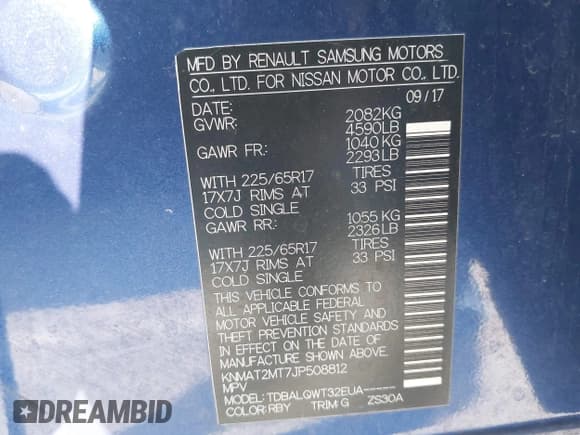 MFD BY RENAULT SAMSUNG MOTORS
CO., LTD. FOR NISSAN MOTOR CO., LTD.
DATE: 09/17
GVWR: 2082KG
4590LB
GAWR FR: 1040 KG
2293LB
WITH 225/65R17 TIRES
17X7J RIMS AT 33 PSI
COLD SINGLE
GAWR RR: 1055 KG
2326LB
WITH 225/65R17 TIRES
17X7J RIMS AT 33 PSI
COLD SINGLE
THIS VEHICLE CONFORMS TO
ALL APPLICABLE FEDERAL
MOTOR VEHICLE SAFETY AND
THEFT PREVENTION STANDARDS
IN EFFECT ON THE DATE OF
MANUFACTURE SHOWN ABOVE.
KNMAT2MT7JP508812
MPV
MODEL: TDBALQWT32EUA-----
COLOR:RBY TRIM:G ZS30A
DREAMBID